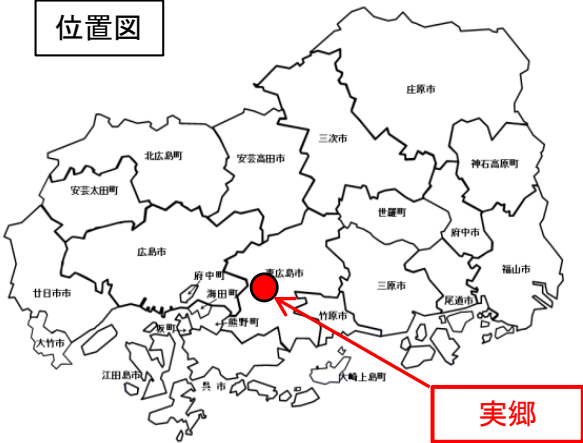 位置図
庄原市
三次市
北広島町
安芸高田市
神石高原町
安芸太田町
世羅町
府中市
広島市
東広島市
福山市
府中町
三原市
廿日市市
海田町
尾道市
竹原市
坂町
熊野町
大竹市
江田島市
呉市
大崎上島町
実郷